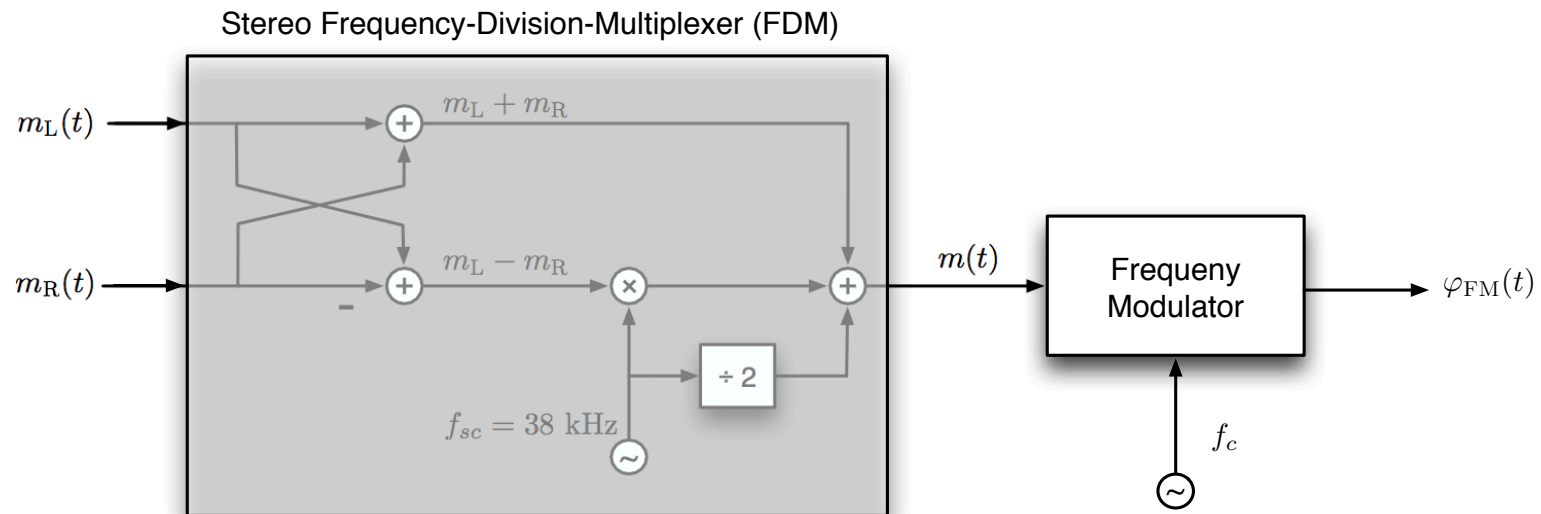 Stereo Frequency-Division-Multiplexer (FDM)
m_L(t)
m_L + m_R
+
m_R(t)
-
+
m_L − m_R
×
+
m(t)
Frequeny
Modulator
φ_FM(t)
÷ 2
f_sc = 38 kHz
~
f_c
~